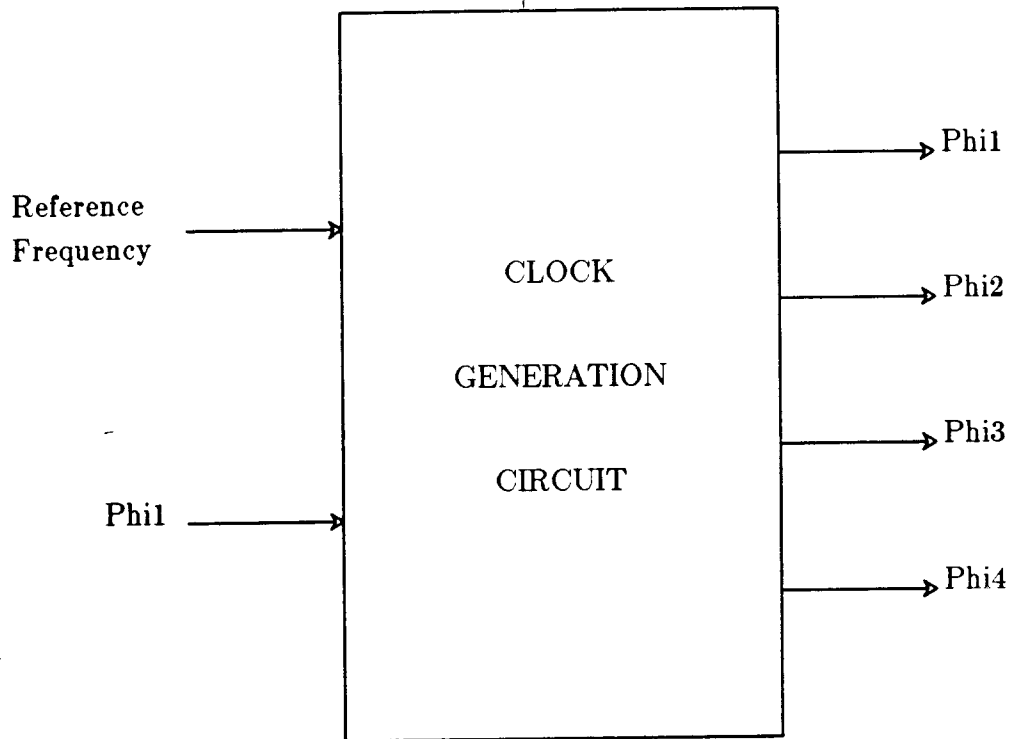 Reference
Frequency
Phi1
CLOCK
GENERATION
CIRCUIT
Phi1
Phi2
Phi3
Phi4